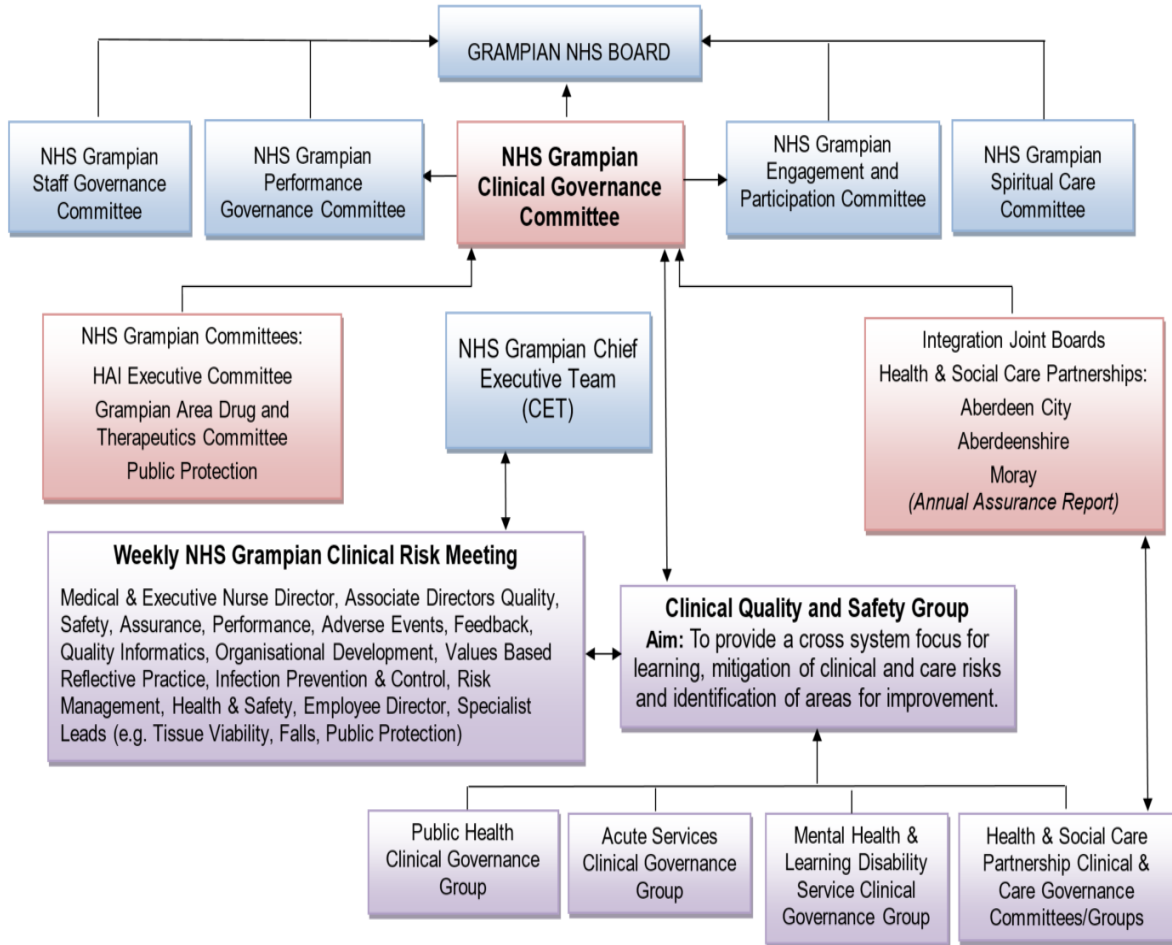 GRAMPIAN NHS BOARD
NHS Grampian
Staff Governance
Committee
NHS Grampian
Performance
Governance Committee
NHS Grampian
Clinical Governance
Committee
NHS Grampian
Engagement and
Participation Committee
NHS Grampian
Spiritual Care
Committee
NHS Grampian Committees:
HAI Executive Committee
Grampian Area Drug and
Therapeutics Committee
Public Protection
NHS Grampian Chief
Executive Team
(CET)
Integration Joint Boards
Health & Social Care Partnerships:
Aberdeen City
Aberdeenshire
Moray
(Annual Assurance Report)
Weekly NHS Grampian Clinical Risk Meeting
Medical & Executive Nurse Director, Associate Directors Quality,
Safety, Assurance, Performance, Adverse Events, Feedback,
Quality Informatics, Organisational Development, Values Based
Reflective Practice, Infection Prevention & Control, Risk
Management, Health & Safety, Employee Director, Specialist
Leads (e.g. Tissue Viability, Falls, Public Protection)
Clinical Quality and Safety Group
Aim: To provide a cross system focus for
learning, mitigation of clinical and care risks
and identification of areas for improvement.
Public Health
Clinical Governance
Group
Acute Services
Clinical Governance
Group
Mental Health &
Learning Disability
Service Clinical
Governance Group
Health & Social Care
Partnership Clinical &
Care Governance
Committees/Groups